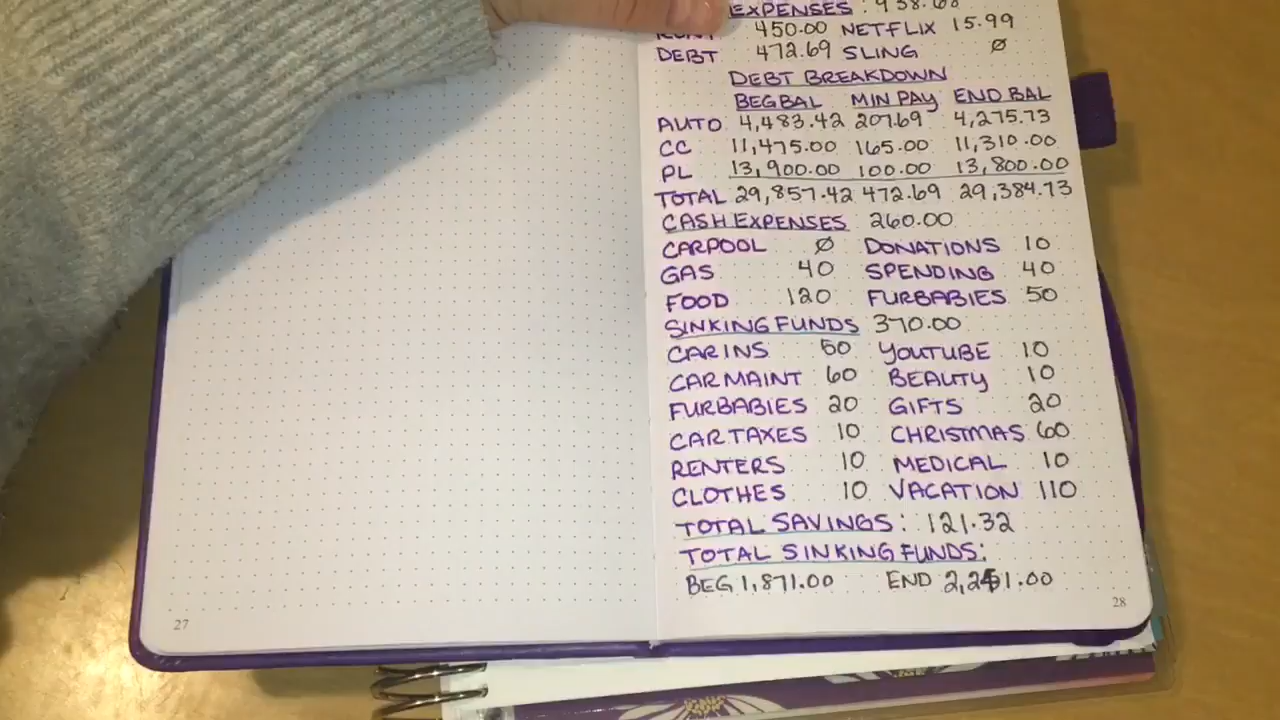 EXPENSES: 938.68
RENT 450.00 NETFLIX 15.99
DEBT 472.69 SLING Ø
DEBT BREAKDOWN
BEG BAL MIN PAY END BAL
AUTO 4,483.42 207.69 4,275.73
CC 11,475.00 165.00 11,310.00
PL 13,900.00 100.00 13,800.00
TOTAL 29,857.42 472.69 29,384.73
CASH EXPENSES 260.00
CARPOOL Ø DONATIONS 10
GAS 40 SPENDING 40
FOOD 120 FURBABIES 50
SINKING FUNDS 370.00
CAR INS 50 YOUTUBE 10
CAR MAINT 60 BEAUTY 10
FURBABIES 20 GIFTS 20
CAR TAXES 10 CHRISTMAS 60
RENTERS 10 MEDICAL 10
CLOTHES 10 VACATION 110
TOTAL SAVINGS: 121.32
TOTAL SINKING FUNDS:
BEG 1,871.00 END 2,241.00
27
28